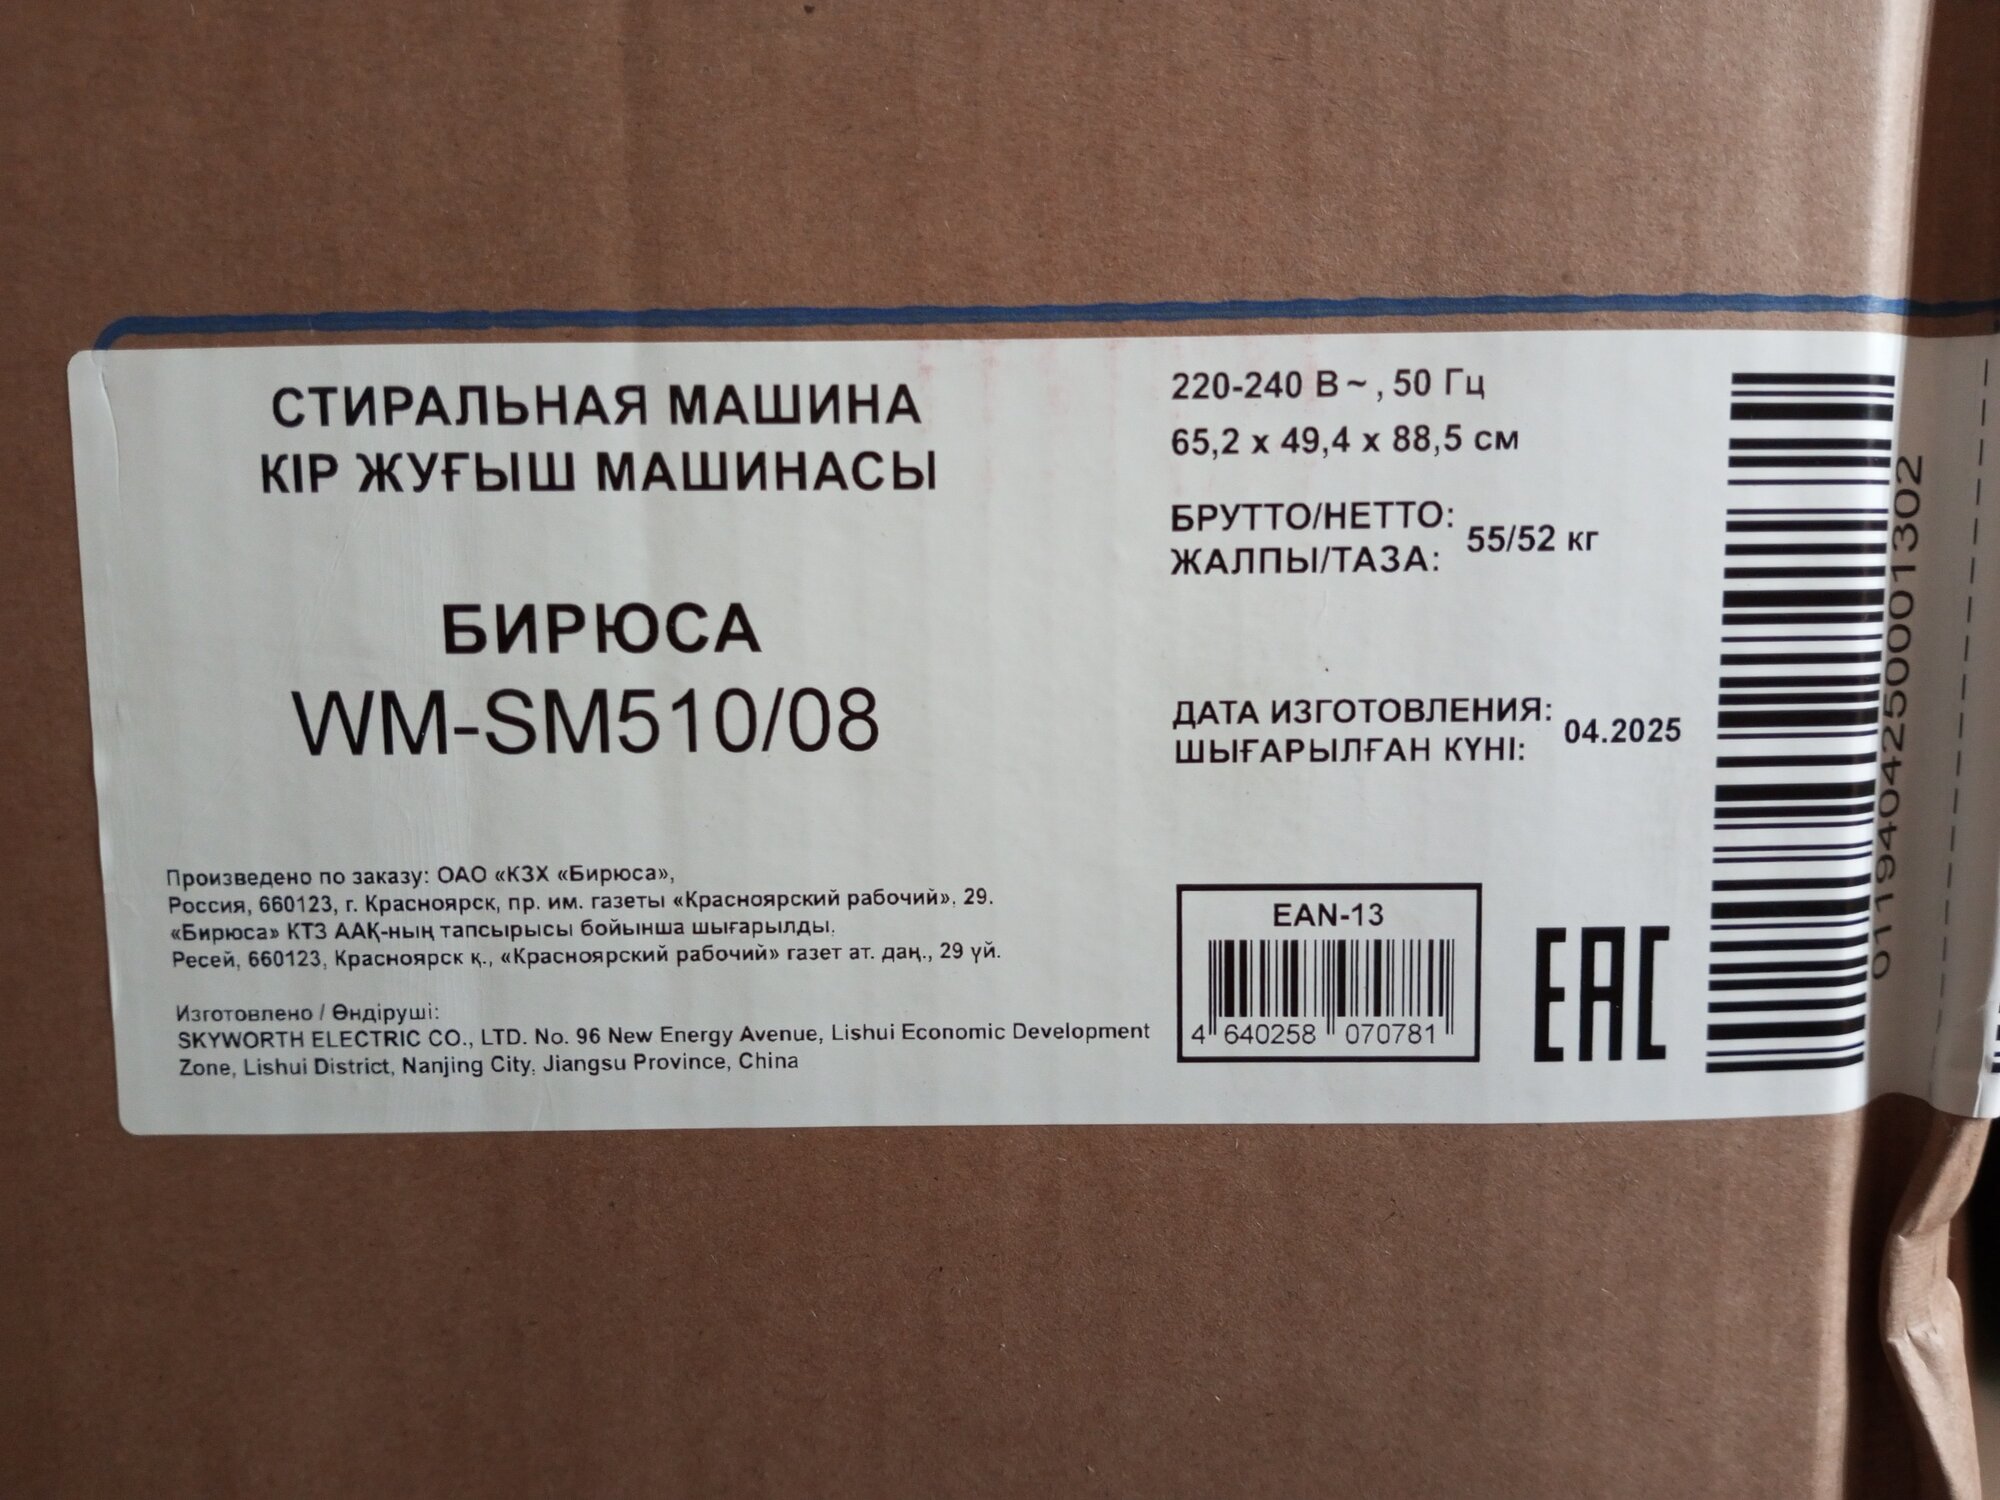 СТИРАЛЬНАЯ МАШИНА
КІР ЖУҒЫШ МАШИНАСЫ
БИРЮСА
WM-SM510/08
Произведено по заказу: ОАО «КЗХ «Бирюса»,
Россия, 660123, г. Красноярск, пр. им. газеты «Красноярский рабочий», 29.
«Бирюса» КТЗ ААҚ-ның тапсырысы бойынша шығарылды.
Ресей, 660123, Красноярск қ., «Красноярский рабочий» газет ат. даң., 29 үй.
Изготовлено / Өндіруші:
SKYWORTH ELECTRIC CO., LTD. No. 96 New Energy Avenue, Lishui Economic Development
Zone, Lishui District, Nanjing City, Jiangsu Province, China
220-240 В ~ , 50 Гц
65,2 х 49,4 х 88,5 см
БРУТТО/НЕТТО:
ЖАЛПЫ/ТАЗА: 55/52 кг
ДАТА ИЗГОТОВЛЕНИЯ:
ШЫҒАРЫЛҒАН КҮНІ: 04.2025
EAN-13
4 640258 070781
EAC
01194042500001302